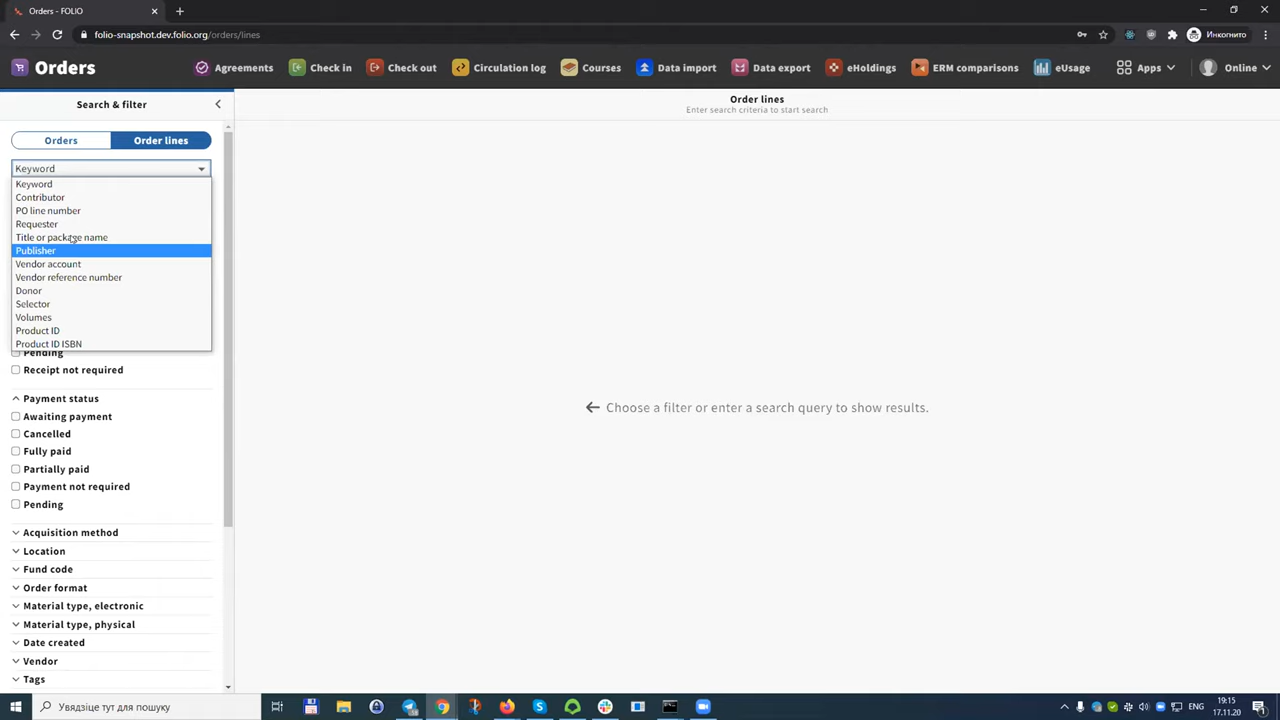 Orders - FOLIO
folio-snapshot.dev.folio.org/orders/lines
Инкогнито
Orders
Agreements
Check in
Check out
Circulation log
Courses
Data import
Data export
eHoldings
ERM comparisons
eUsage
Apps
Online
Search & filter
Order lines
Enter search criteria to start search
Orders
Order lines
Keyword
Keyword
Contributor
PO line number
Requester
Title or package name
Publisher
Vendor account
Vendor reference number
Donor
Selector
Volumes
Product ID
Product ID ISBN
Pending
Receipt not required
Payment status
Awaiting payment
Cancelled
Fully paid
Partially paid
Payment not required
Pending
Acquisition method
Location
Fund code
Order format
Material type, electronic
Material type, physical
Date created
Vendor
Tags
Choose a filter or enter a search query to show results.
Увядзіце тут для пошуку
ENG
19:15
17.11.20